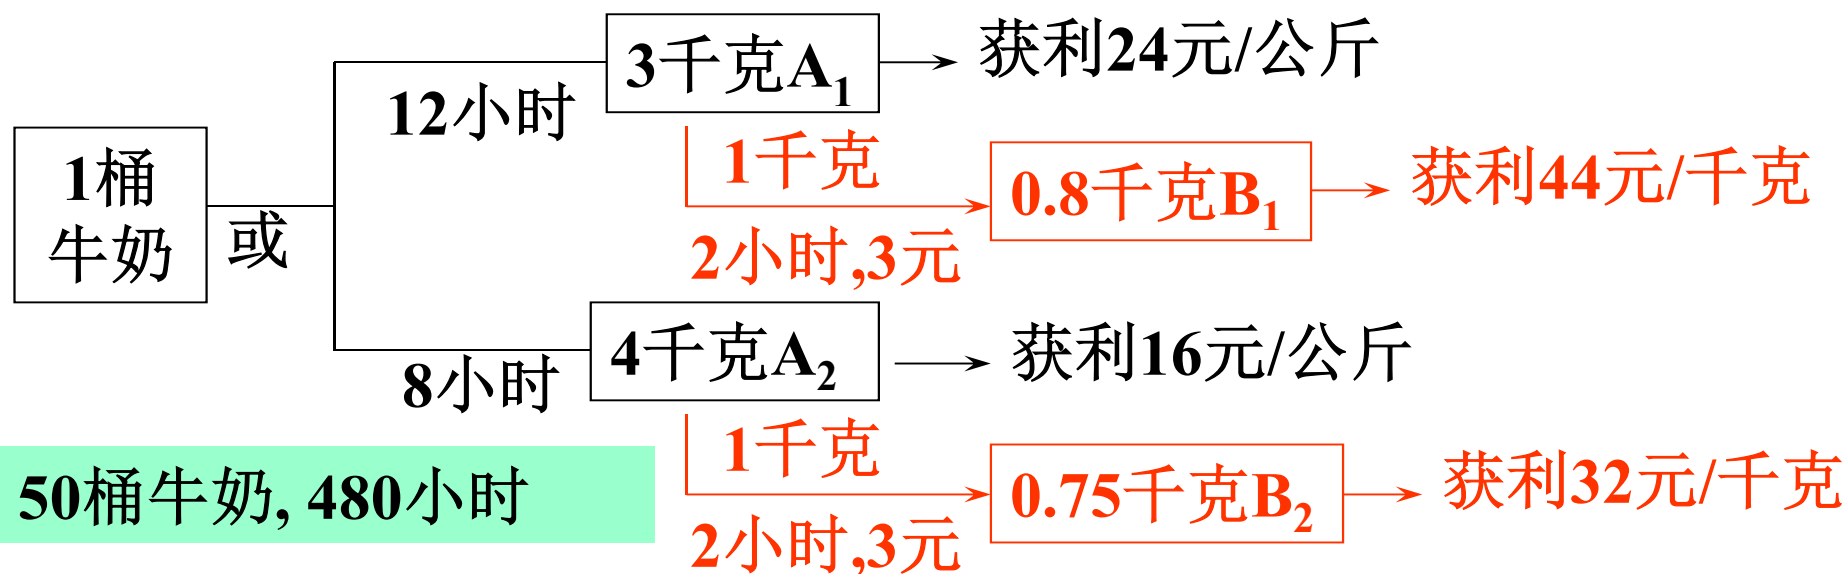 3千克A₁
获利24元/公斤
12小时
1桶
牛奶
或
1千克
0.8千克B₁
获利44元/千克
2小时,3元
4千克A₂
获利16元/公斤
8小时
1千克
0.75千克B₂
获利32元/千克
2小时,3元
50桶牛奶, 480小时